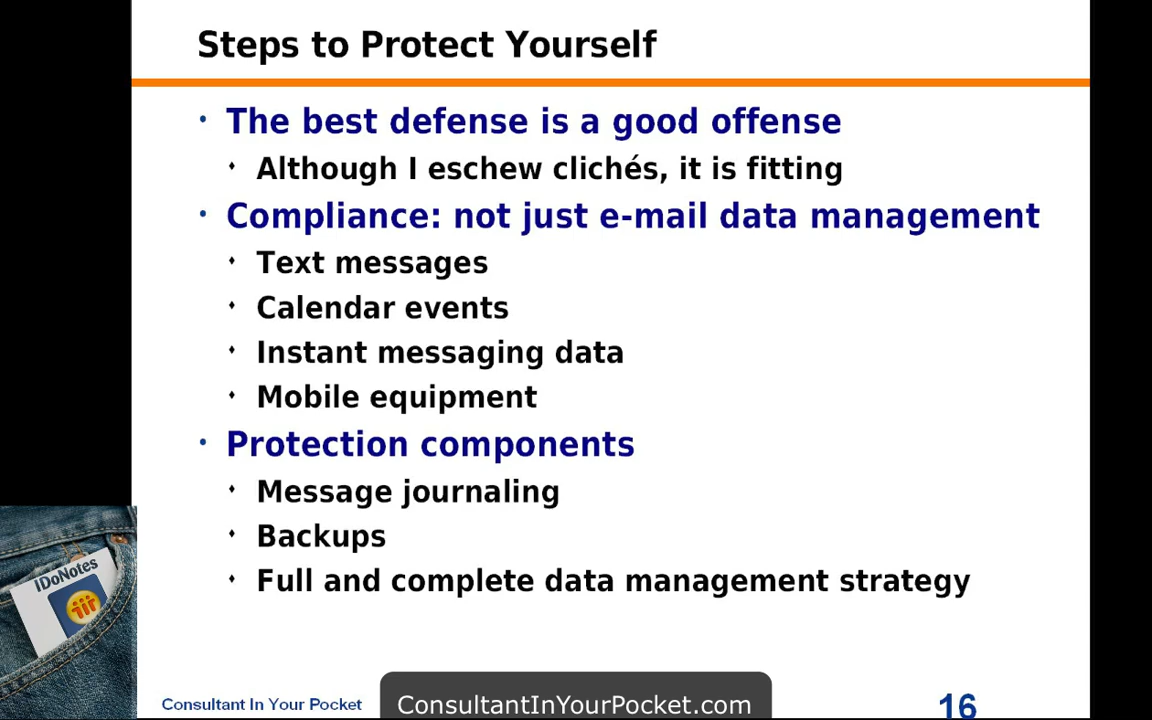 Steps to Protect Yourself
• The best defense is a good offense
♦ Although I eschew clichés, it is fitting
• Compliance: not just e-mail data management
♦ Text messages
♦ Calendar events
♦ Instant messaging data
♦ Mobile equipment
• Protection components
♦ Message journaling
♦ Backups
♦ Full and complete data management strategy
IDoNotes
Consultant In Your Pocket
ConsultantInYourPocket.com
16